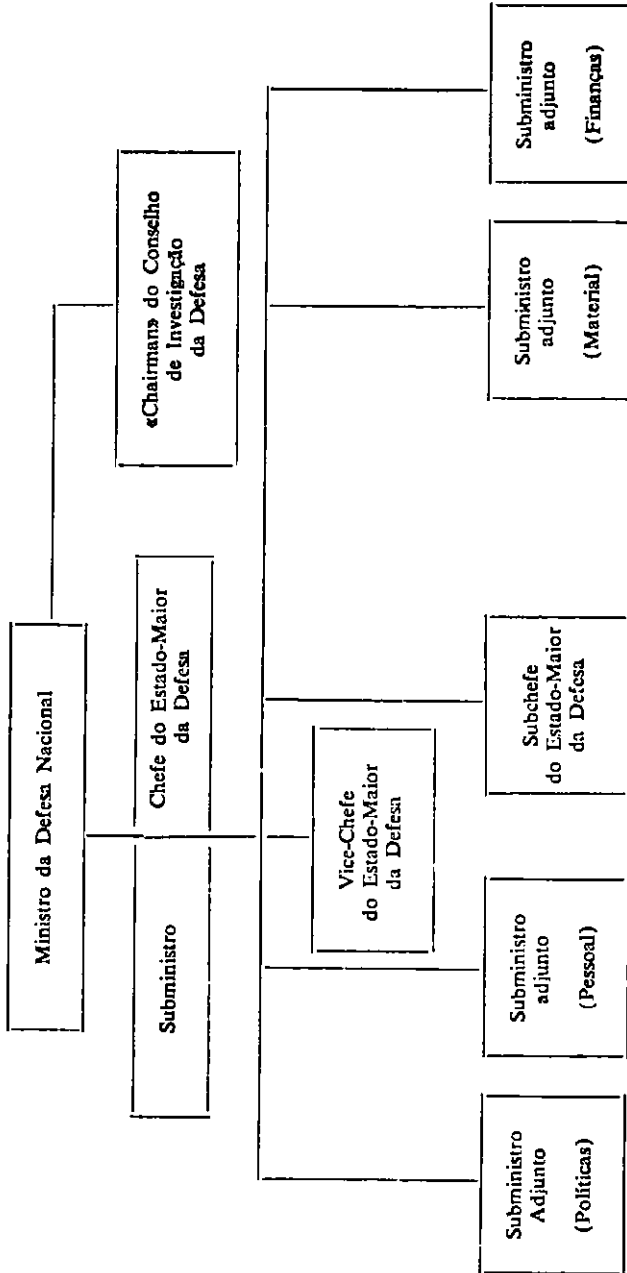 Ministro da Defesa Nacional
«Chairman» do Conselho
de Investigação
da Defesa
Subministro
Chefe do Estado-Maior
da Defesa
Vice-Chefe
do Estado-Maior
da Defesa
Subministro
Adjunto
(Políticas)
Subministro
adjunto
(Pessoal)
Subchefe
do Estado-Maior
da Defesa
Subministro
adjunto
(Material)
Subministro
adjunto
(Finanças)